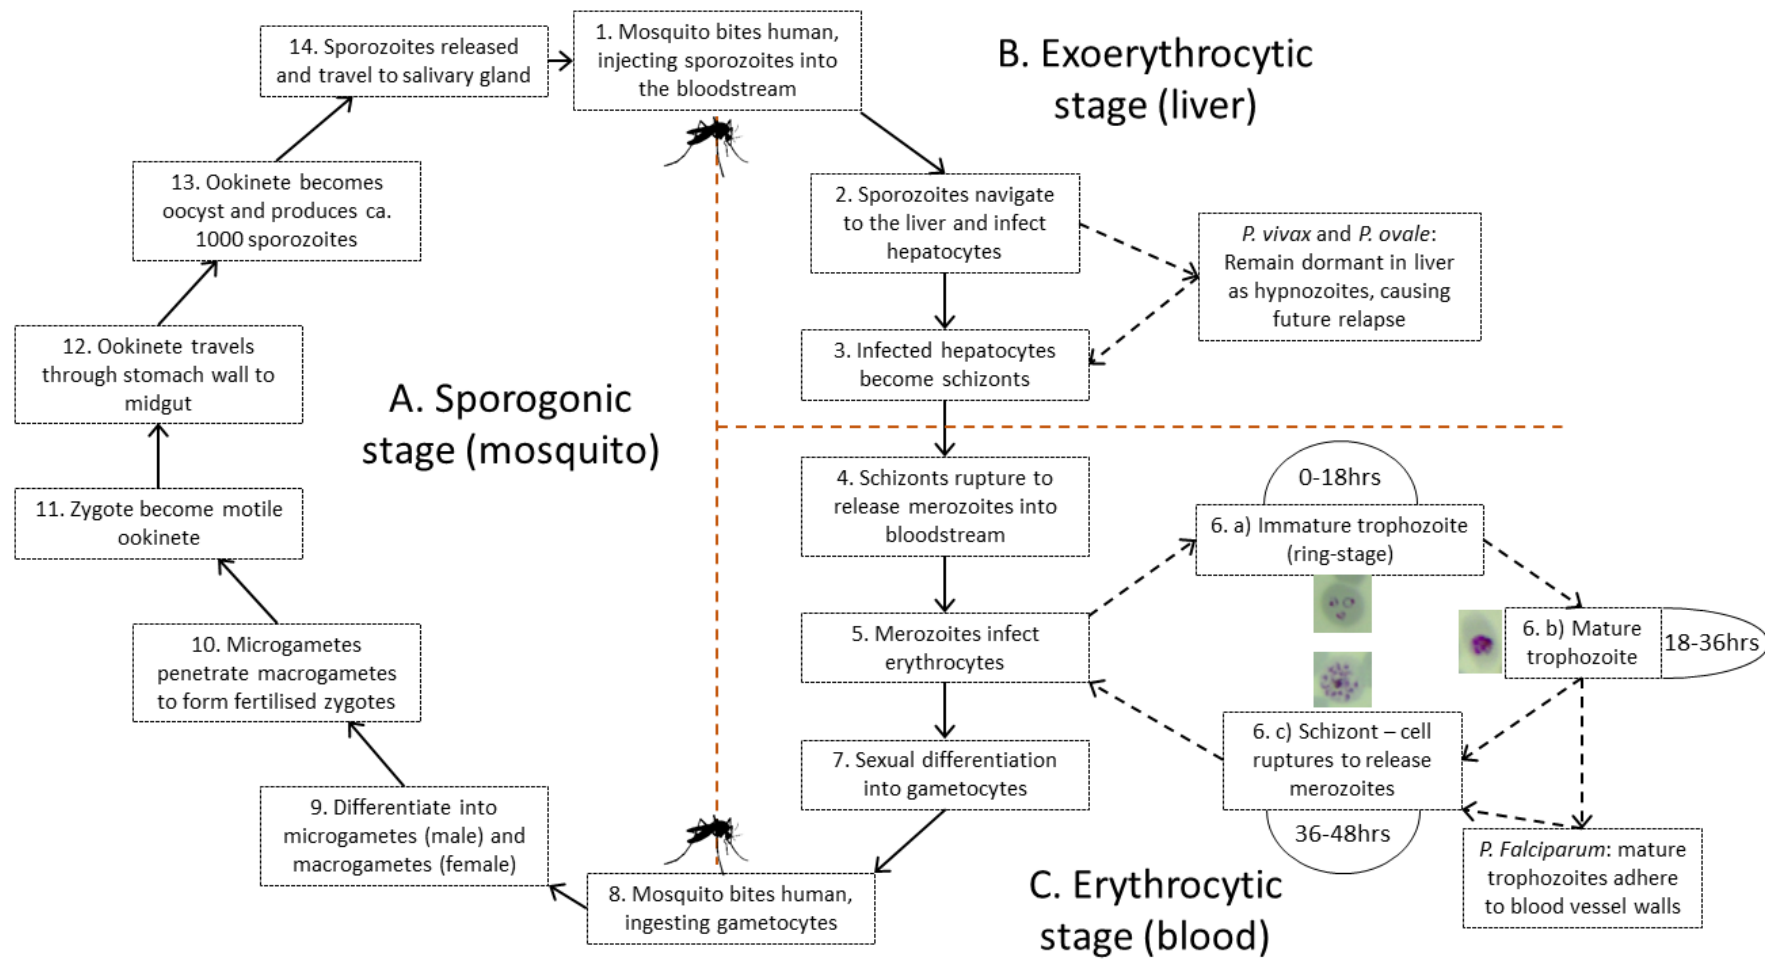 14. Sporozoites released
and travel to salivary gland
1. Mosquito bites human,
injecting sporozoites into
the bloodstream
B. Exoerythrocytic
stage (liver)
13. Ookinete becomes
oocyst and produces ca.
1000 sporozoites
2. Sporozoites navigate
to the liver and infect
hepatocytes
P. vivax and P. ovale:
Remain dormant in liver
as hypnozoites, causing
future relapse
12. Ookinete travels
through stomach wall to
midgut
3. Infected hepatocytes
become schizonts
A. Sporogonic
stage (mosquito)
11. Zygote become motile
ookinete
4. Schizonts rupture to
release merozoites into
bloodstream
0-18hrs
6. a) Immature trophozoite
(ring-stage)
10. Microgametes
penetrate macrogametes
to form fertilised zygotes
5. Merozoites infect
erythrocytes
6. b) Mature
trophozoite
18-36hrs
6. c) Schizont – cell
ruptures to release
merozoites
36-48hrs
7. Sexual differentiation
into gametocytes
9. Differentiate into
microgametes (male) and
macrogametes (female)
8. Mosquito bites human,
ingesting gametocytes
C. Erythrocytic
stage (blood)
P. Falciparum: mature
trophozoites adhere
to blood vessel walls